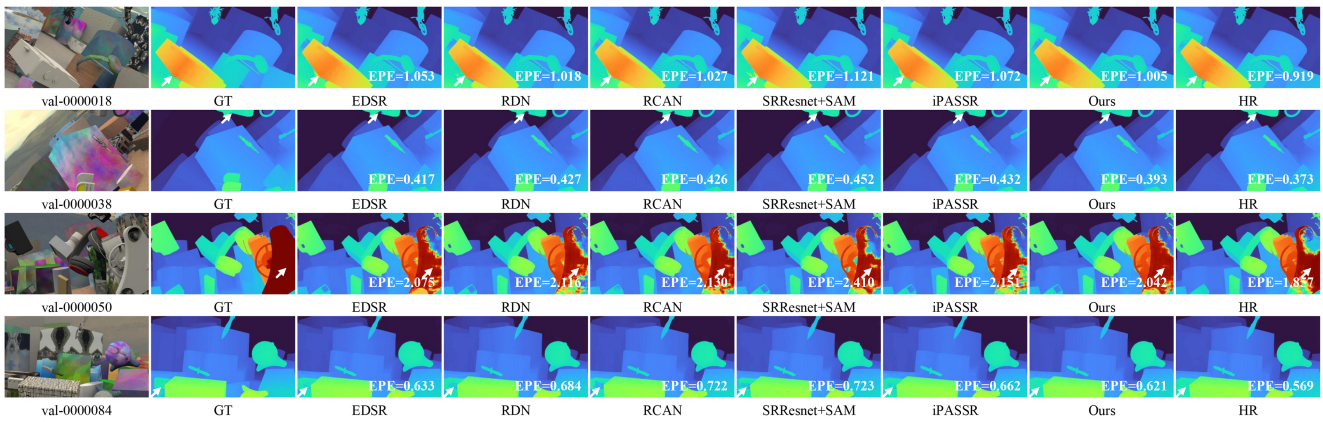 EPE=1.053 EPE=1.018 EPE=1.027 EPE=1.121 EPE=1.072 EPE=1.005 EPE=0.919
val-0000018 GT EDSR RDN RCAN SRResnet+SAM iPASSR Ours HR
EPE=0.417 EPE=0.427 EPE=0.426 EPE=0.452 EPE=0.432 EPE=0.393 EPE=0.373
val-0000038 GT EDSR RDN RCAN SRResnet+SAM iPASSR Ours HR
EPE=2.075 EPE=2.116 EPE=2.130 EPE=2.410 EPE=2.151 EPE=2.042 EPE=1.857
val-0000050 GT EDSR RDN RCAN SRResnet+SAM iPASSR Ours HR
EPE=0.633 EPE=0.684 EPE=0.722 EPE=0.723 EPE=0.662 EPE=0.621 EPE=0.569
val-0000084 GT EDSR RDN RCAN SRResnet+SAM iPASSR Ours HR